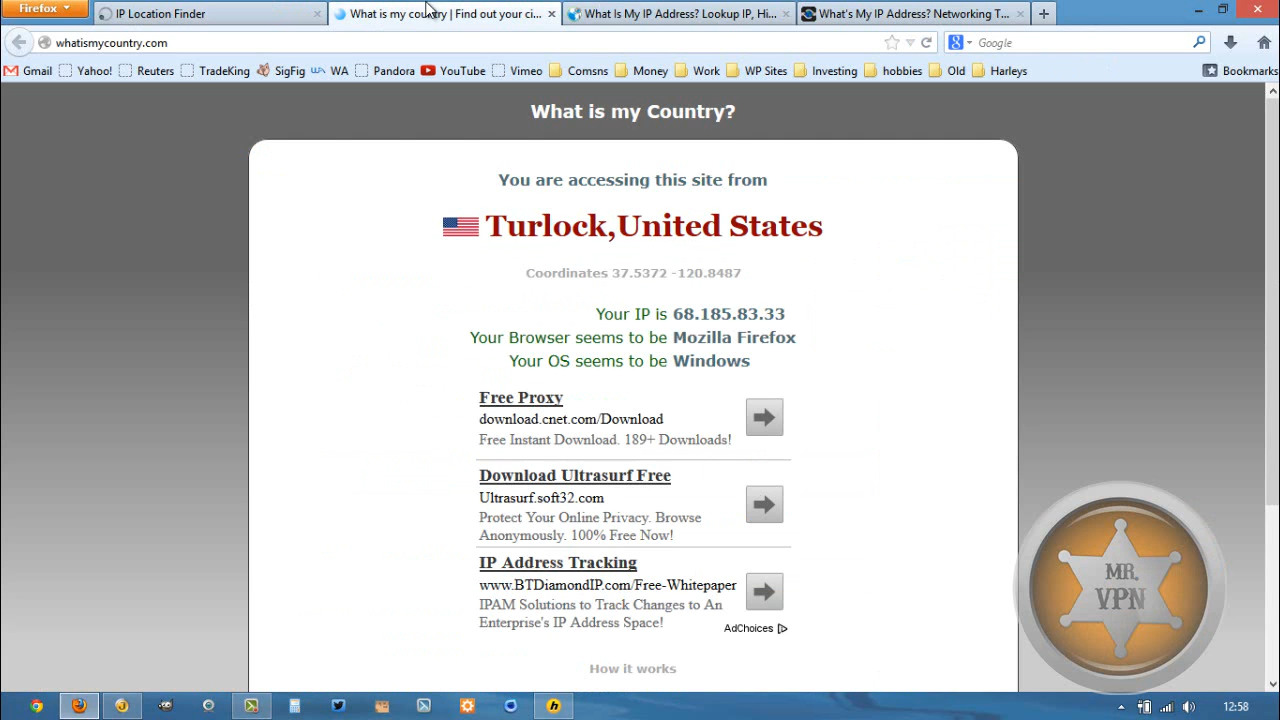 Firefox
IP Location Finder
What is my country | Find out your ci...
What Is My IP Address? Lookup IP, Hi...
What's My IP Address? Networking T...
whatismycountry.com
Google
Gmail
Yahoo!
Reuters
TradeKing
SigFig
WA
Pandora
YouTube
Vimeo
Comsns
Money
Work
WP Sites
Investing
hobbies
Old
Harleys
Bookmarks
What is my Country?
You are accessing this site from
Turlock,United States
Coordinates 37.5372 -120.8487
Your IP is 68.185.83.33
Your Browser seems to be Mozilla Firefox
Your OS seems to be Windows
Free Proxy
download.cnet.com/Download
Free Instant Download. 189+ Downloads!
Download Ultrasurf Free
Ultrasurf.soft32.com
Protect Your Online Privacy. Browse
Anonymously. 100% Free Now!
IP Address Tracking
www.BTDiamondIP.com/Free-Whitepaper
IPAM Solutions to Track Changes to An
Enterprise's IP Address Space!
AdChoices
How it works
MR.
VPN
12:58